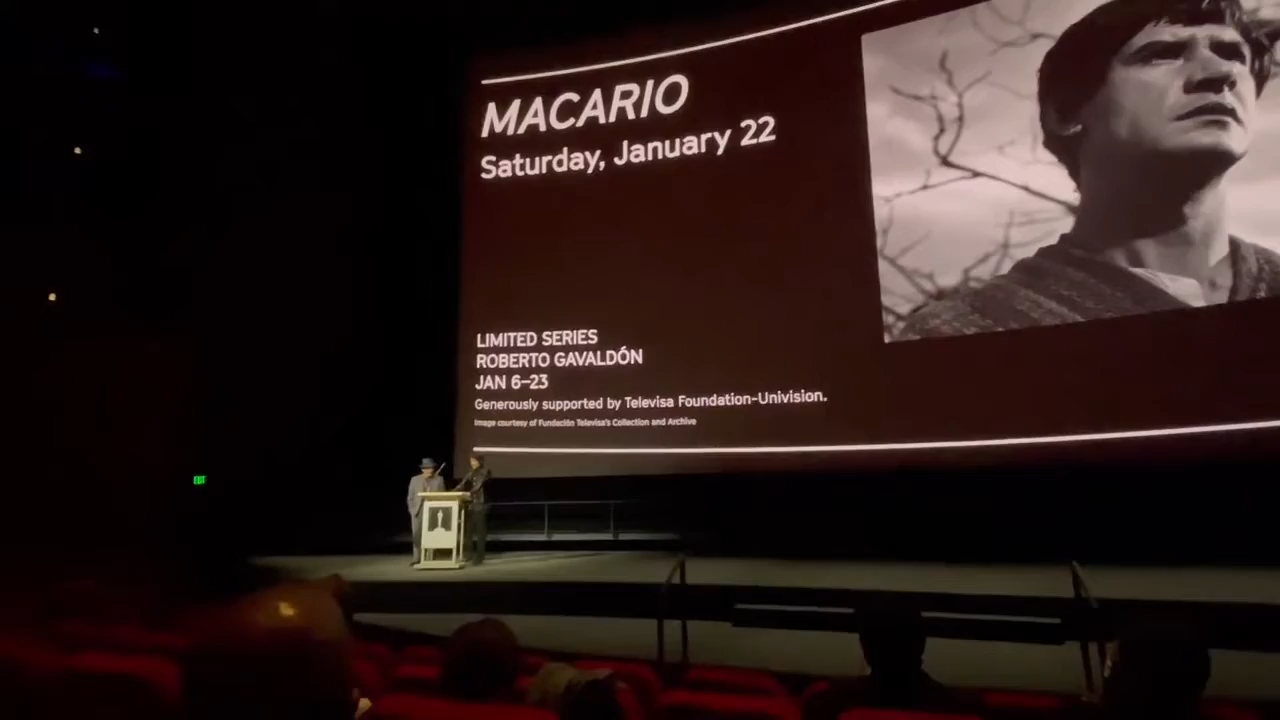 MACARIO
Saturday, January 22
LIMITED SERIES
ROBERTO GAVALDÓN
JAN 6–23
Generously supported by Televisa Foundation-Univision.
Image courtesy of Fundación Televisa's Collection and Archive
EXIT